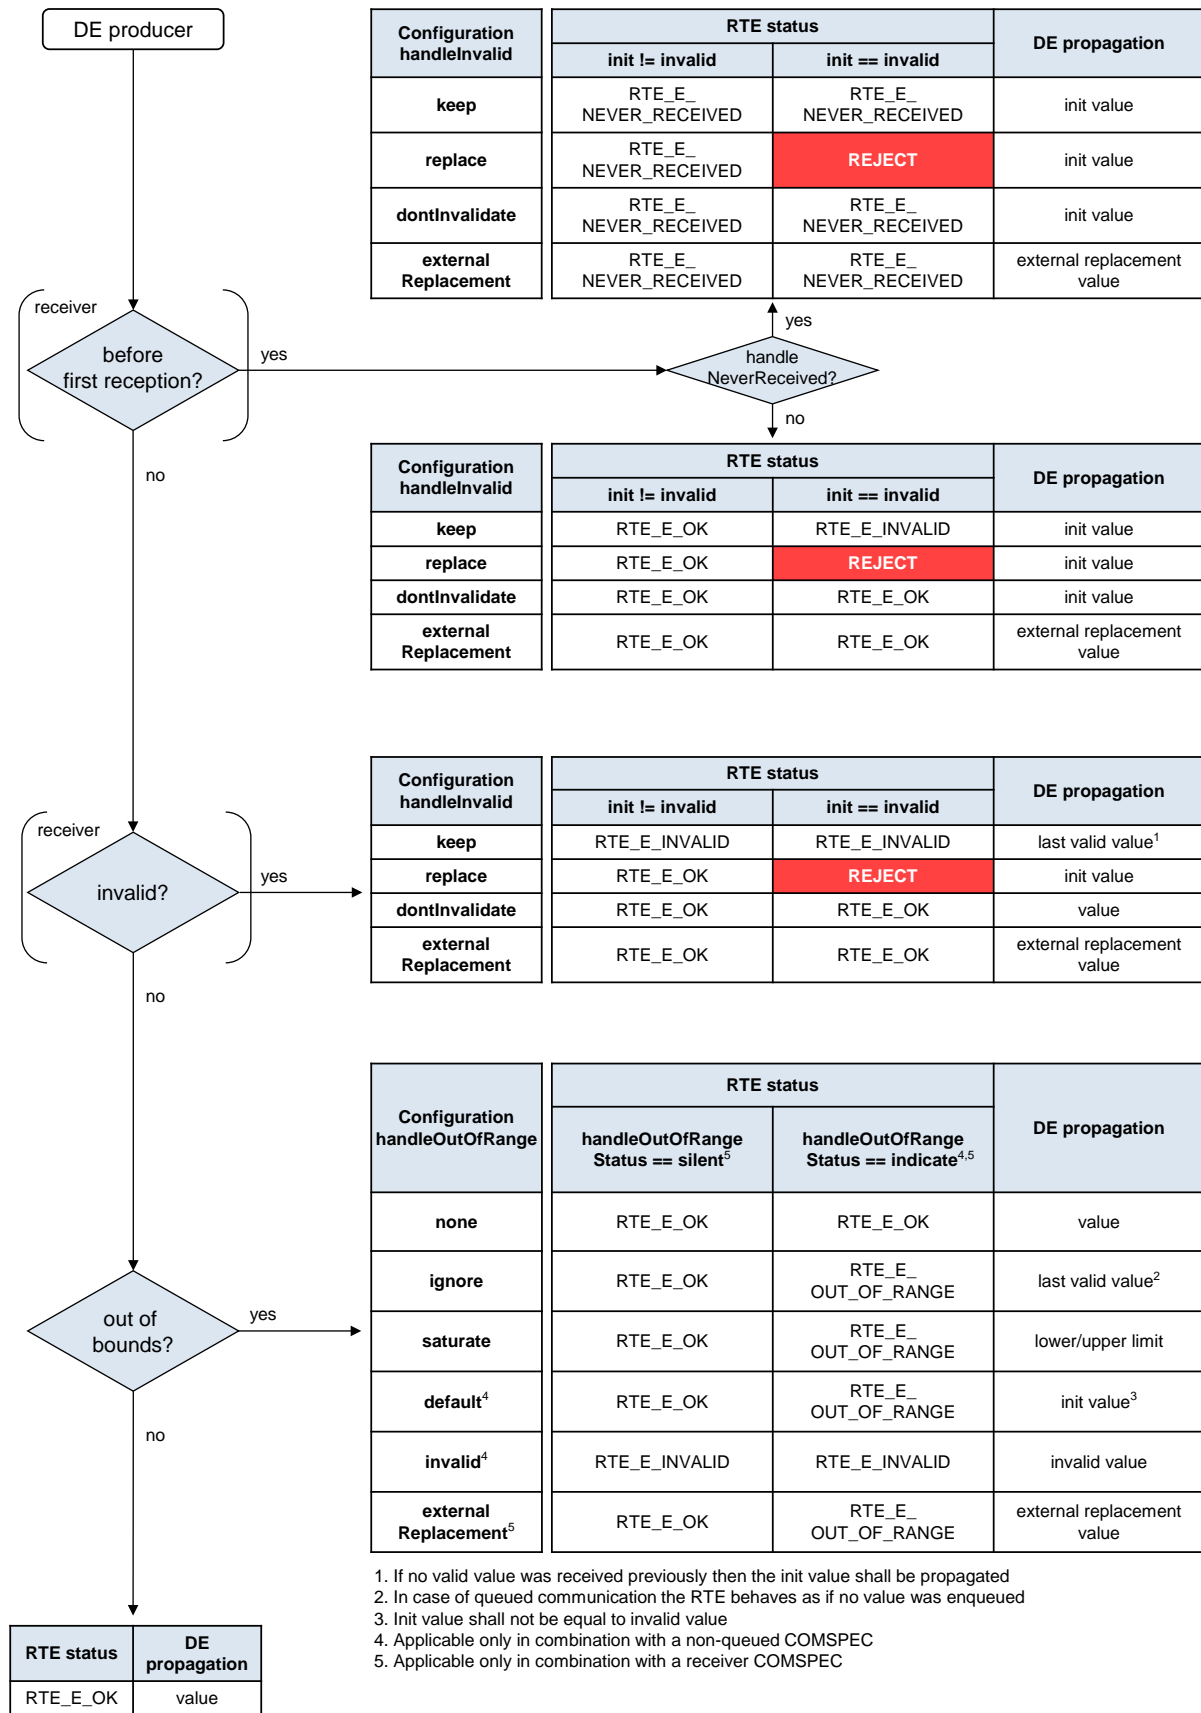 DE producer
Configuration
handleInvalid
RTE status
DE propagation
init != invalid
init == invalid
keep
RTE_E_
NEVER_RECEIVED
RTE_E_
NEVER_RECEIVED
init value
replace
RTE_E_
NEVER_RECEIVED
REJECT
init value
dontInvalidate
RTE_E_
NEVER_RECEIVED
RTE_E_
NEVER_RECEIVED
init value
external
Replacement
RTE_E_
NEVER_RECEIVED
RTE_E_
NEVER_RECEIVED
external replacement
value
receiver
before
first reception?
yes
handle
NeverReceived?
yes
no
no
Configuration
handleInvalid
RTE status
DE propagation
init != invalid
init == invalid
keep
RTE_E_OK
RTE_E_INVALID
init value
replace
RTE_E_OK
REJECT
init value
dontInvalidate
RTE_E_OK
RTE_E_OK
init value
external
Replacement
RTE_E_OK
RTE_E_OK
external replacement
value
receiver
invalid?
yes
no
Configuration
handleInvalid
RTE status
DE propagation
init != invalid
init == invalid
keep
RTE_E_INVALID
RTE_E_INVALID
last valid value1
replace
RTE_E_OK
REJECT
init value
dontInvalidate
RTE_E_OK
RTE_E_OK
value
external
Replacement
RTE_E_OK
RTE_E_OK
external replacement
value
out of
bounds?
yes
no
Configuration
handleOutOfRange
RTE status
DE propagation
handleOutOfRange
Status == silent5
handleOutOfRange
Status == indicate4,5
none
RTE_E_OK
RTE_E_OK
value
ignore
RTE_E_OK
RTE_E_
OUT_OF_RANGE
last valid value2
saturate
RTE_E_OK
RTE_E_
OUT_OF_RANGE
lower/upper limit
default4
RTE_E_OK
RTE_E_
OUT_OF_RANGE
init value3
invalid4
RTE_E_INVALID
RTE_E_INVALID
invalid value
external
Replacement5
RTE_E_OK
RTE_E_
OUT_OF_RANGE
external replacement
value
1. If no valid value was received previously then the init value shall be propagated
2. In case of queued communication the RTE behaves as if no value was enqueued
3. Init value shall not be equal to invalid value
4. Applicable only in combination with a non-queued COMSPEC
5. Applicable only in combination with a receiver COMSPEC
RTE status
DE
propagation
RTE_E_OK
value